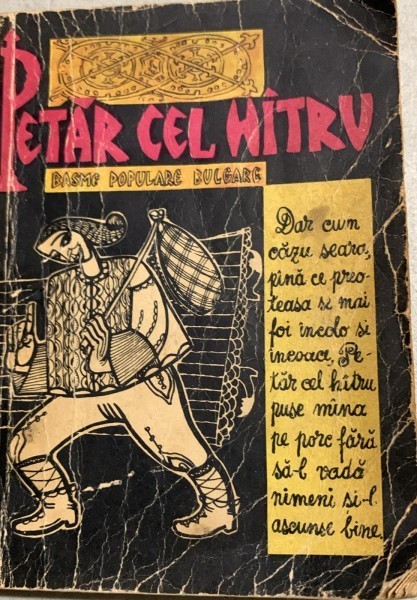 PETĂR CEL HÎTRU
BASME POPULARE BULGARE
Dar cum
căzu seara,
pînă ce preo-
teasa se mai
foi încolo și
încoace, Pe-
tăr cel hîtru
puse mîna
pe porc fără
să-l vadă
nimeni și-l
ascunse bine.